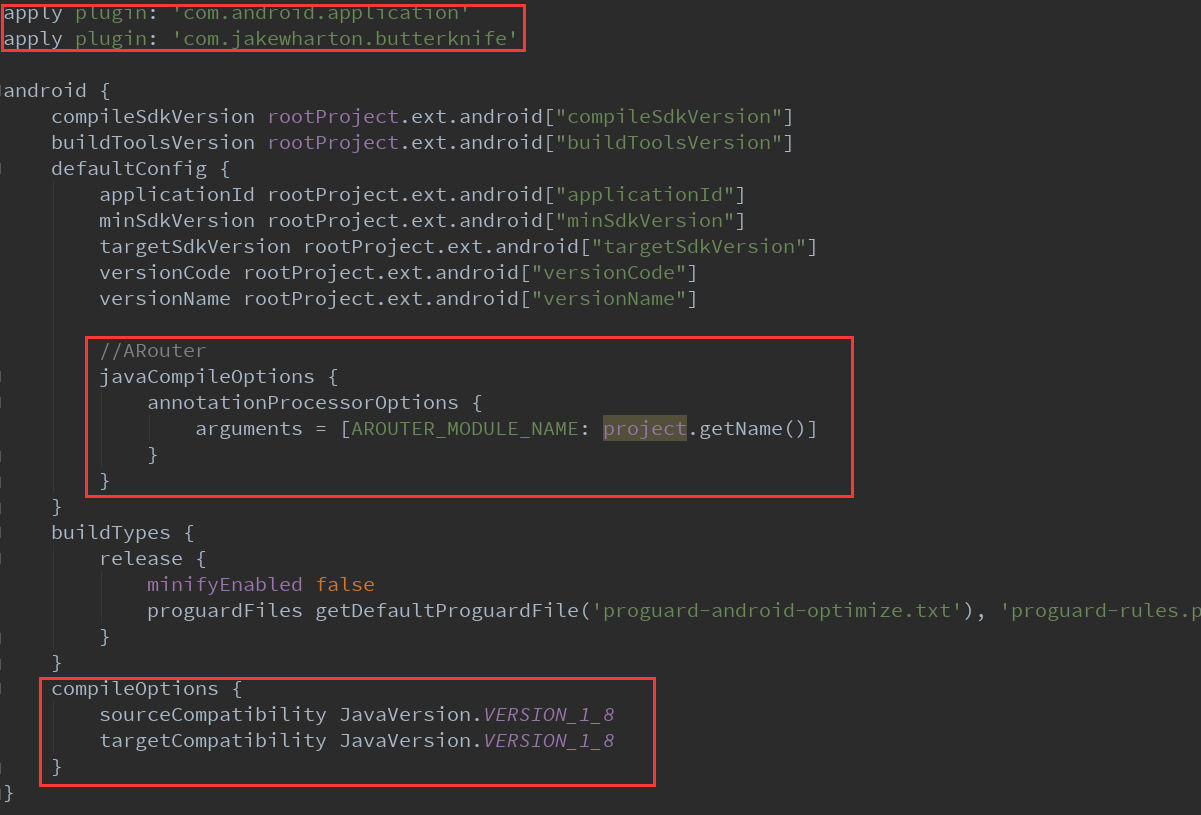 apply plugin: 'com.android.application'
apply plugin: 'com.jakewharton.butterknife'
android {
compileSdkVersion rootProject.ext.android["compileSdkVersion"]
buildToolsVersion rootProject.ext.android["buildToolsVersion"]
defaultConfig {
applicationId rootProject.ext.android["applicationId"]
minSdkVersion rootProject.ext.android["minSdkVersion"]
targetSdkVersion rootProject.ext.android["targetSdkVersion"]
versionCode rootProject.ext.android["versionCode"]
versionName rootProject.ext.android["versionName"]
//ARouter
javaCompileOptions {
annotationProcessorOptions {
arguments = [AROUTER_MODULE_NAME: project.getName()]
}
}
}
buildTypes {
release {
minifyEnabled false
proguardFiles getDefaultProguardFile('proguard-android-optimize.txt'), 'proguard-rules.p
}
}
compileOptions {
sourceCompatibility JavaVersion.VERSION_1_8
targetCompatibility JavaVersion.VERSION_1_8
}
}